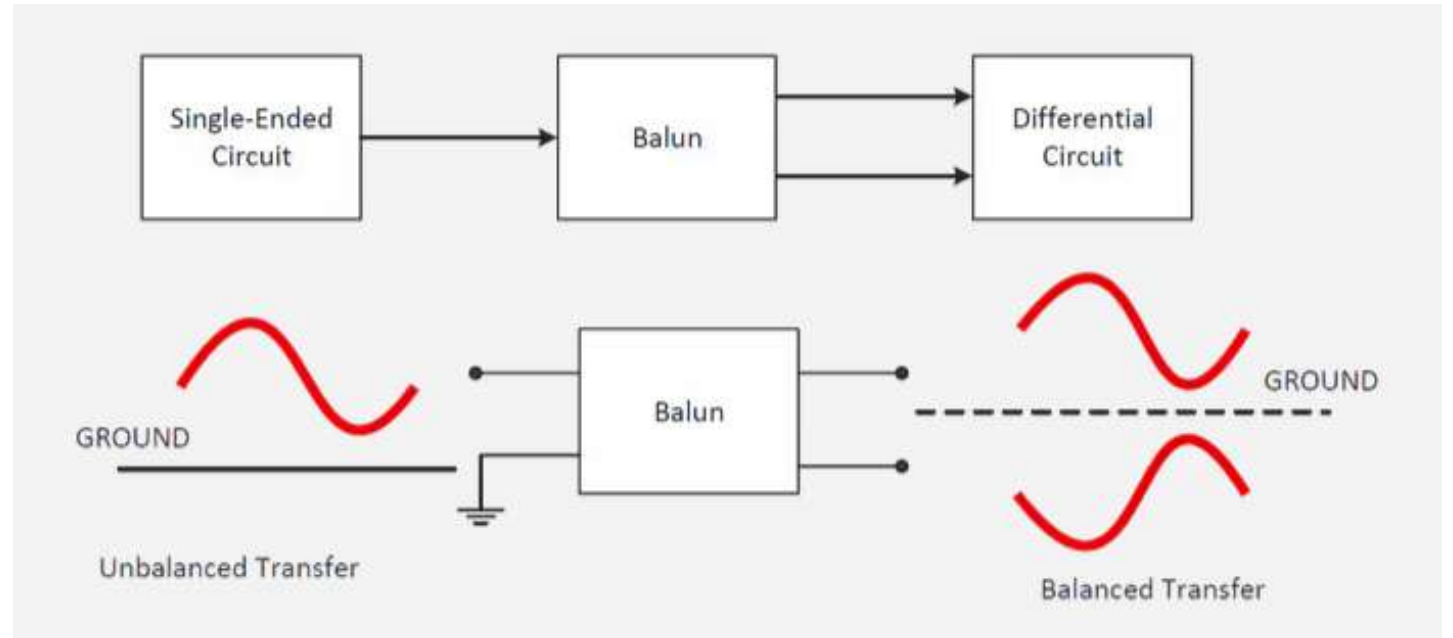 Single-Ended
Circuit
Balun
Differential
Circuit
GROUND
Balun
GROUND
Unbalanced Transfer
Balanced Transfer